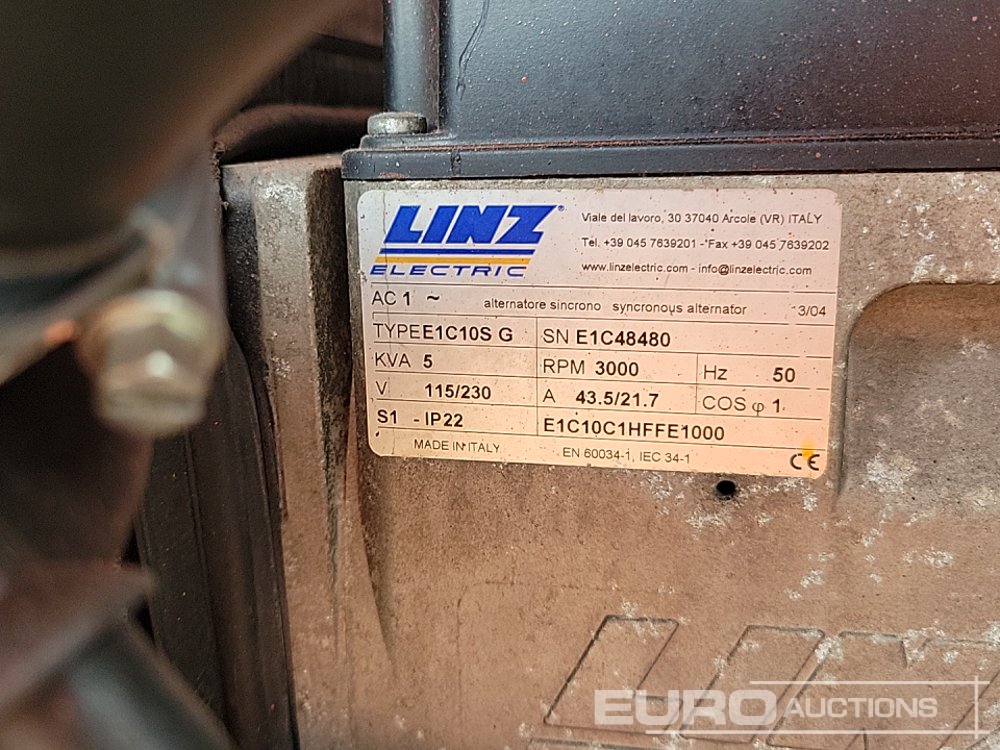 LINZ®
ELECTRIC
Viale del lavoro, 30 37040 Arcole (VR) ITALY
Tel. +39 045 7639201 - Fax +39 045 7639202
www.linzelectric.com - info@linzelectric.com
AC 1 ~ alternatore sincrono syncronous alternator 3/04
TYPE E1C10S G SN E1C48480
KVA 5 RPM 3000 Hz 50
V 115/230 A 43.5/21.7 COS φ 1
S1 - IP22 E1C10C1HFFE1000
MADE IN ITALY EN 60034-1, IEC 34-1 CE
LINZ
EURO AUCTIONS